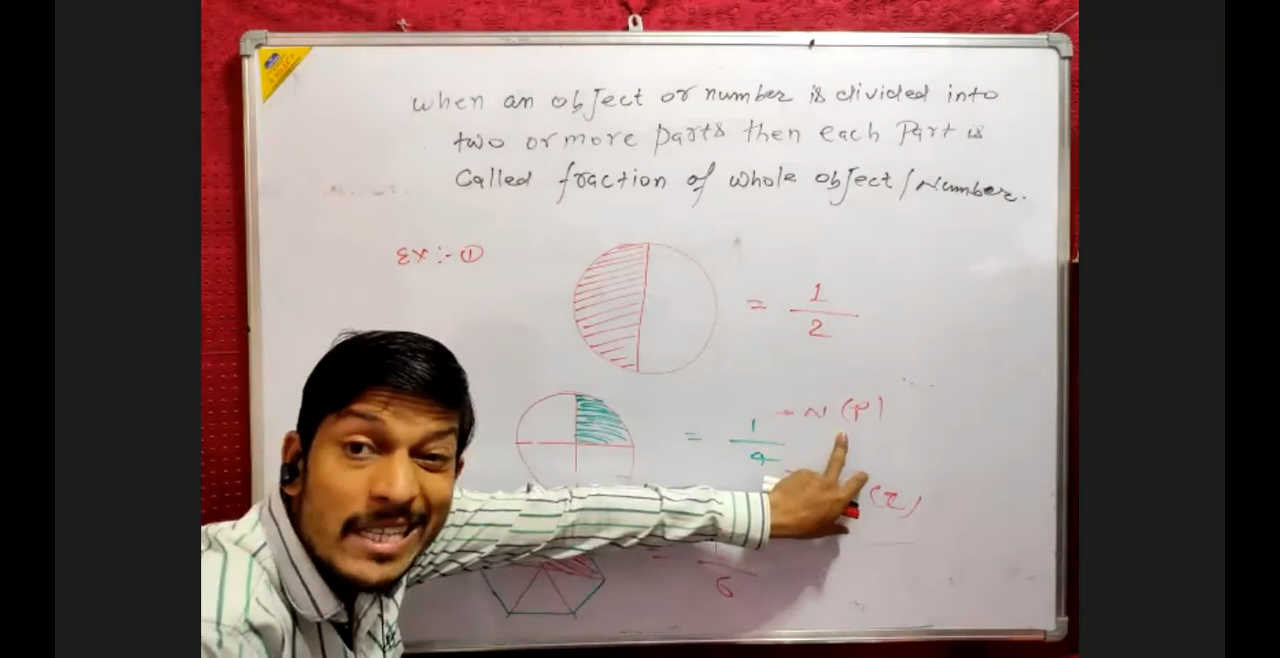 when an object or number is divided into
two or more parts then each Part is
Called fraction of whole object/Number.
Ex :- ①
= 1/2
= 1/4
N (P)
= 6